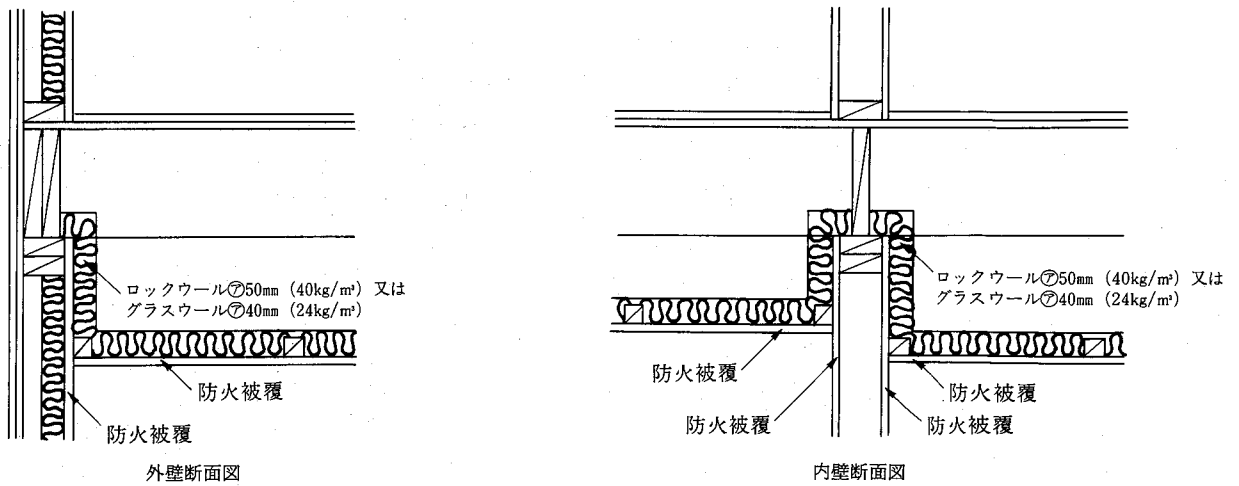 ロックウール㋐50mm (40kg/m³) 又は
グラスウール㋐40mm (24kg/m³)
防火被覆
防火被覆
外壁断面図
ロックウール㋐50mm (40kg/m³) 又は
グラスウール㋐40mm (24kg/m³)
防火被覆
防火被覆
防火被覆
防火被覆
内壁断面図